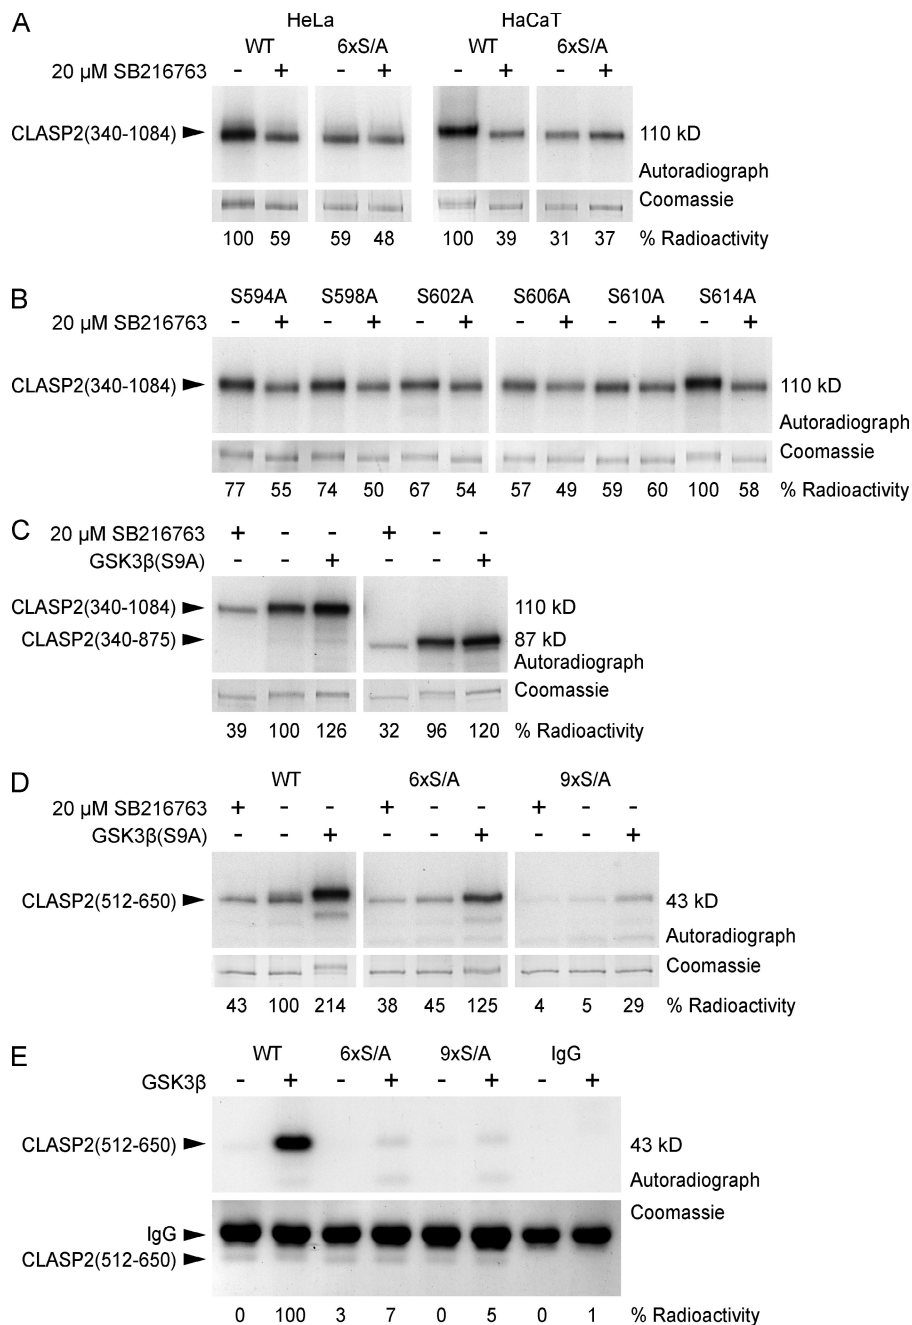 A
HeLa HaCaT
WT 6xS/A WT 6xS/A
20 µM SB216763 - + - + - + - +
CLASP2(340-1084) 110 kD
Autoradiograph
Coomassie
100 59 59 48 100 39 31 37 % Radioactivity
B
S594A S598A S602A S606A S610A S614A
20 µM SB216763 - + - + - + - + - + - +
CLASP2(340-1084) 110 kD
Autoradiograph
Coomassie
77 55 74 50 67 54 57 49 59 60 100 58 % Radioactivity
C
20 µM SB216763 + - - + - -
GSK3β(S9A) - - + - - +
CLASP2(340-1084) 110 kD
CLASP2(340-875) 87 kD
Autoradiograph
Coomassie
39 100 126 32 96 120 % Radioactivity
D
WT 6xS/A 9xS/A
20 µM SB216763 + - - + - - + - -
GSK3β(S9A) - - + - - + - - +
CLASP2(512-650) 43 kD
Autoradiograph
Coomassie
43 100 214 38 45 125 4 5 29 % Radioactivity
E
WT 6xS/A 9xS/A IgG
GSK3β - + - + - + - +
CLASP2(512-650) 43 kD
Autoradiograph
Coomassie
IgG
CLASP2(512-650)
0 100 3 7 0 5 0 1 % Radioactivity